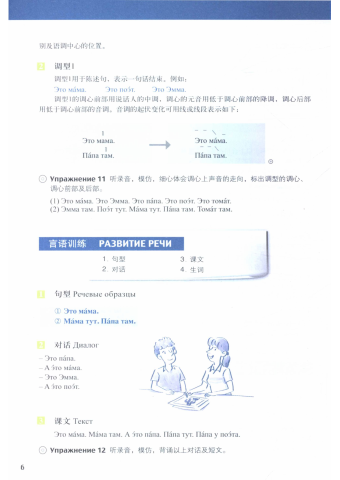 领及语调中心的位置。
2 调型1
调型1用于陈述句，表示一句话结束。例如：
Это ма́ма. Это поэ́т. Это Э́мма.
调型1的调心前部用说话人的中调，调心的元音用低于调心前部的降调，调心后部
用低于调心前部的音调。音调的起伏变化可用线或线段表示如下：
Это мама. Это ма́ма.
Па́па там. Па́па там.
Упражнение 11 听录音，模仿。细心体会调心上声音的走向，标出调型的调心、
调心前部及后部。
(1) Это ма́ма. Это Э́мма. Это па́па. Это поэ́т. Это тома́т.
(2) Э́мма там. Поэ́т тут. Ма́ма тут. Па́па там. Тома́т там.
言语训练 РАЗВИТИЕ РЕЧИ
1. 句型 3. 课文
2. 对话 4. 生词
1 句型 Речевые образцы
① Это ма́ма.
② Ма́ма тут. Па́па там.
2 对话 Диалог
– Это па́па.
– А э́то ма́ма.
– Это Э́мма.
– А э́то поэ́т.
3 课文 Текст
Это ма́ма. Ма́ма там. А э́то па́па. Па́па тут. Па́па у поэ́та.
Упражнение 12 听录音，模仿，背诵以上对话及短文。
6